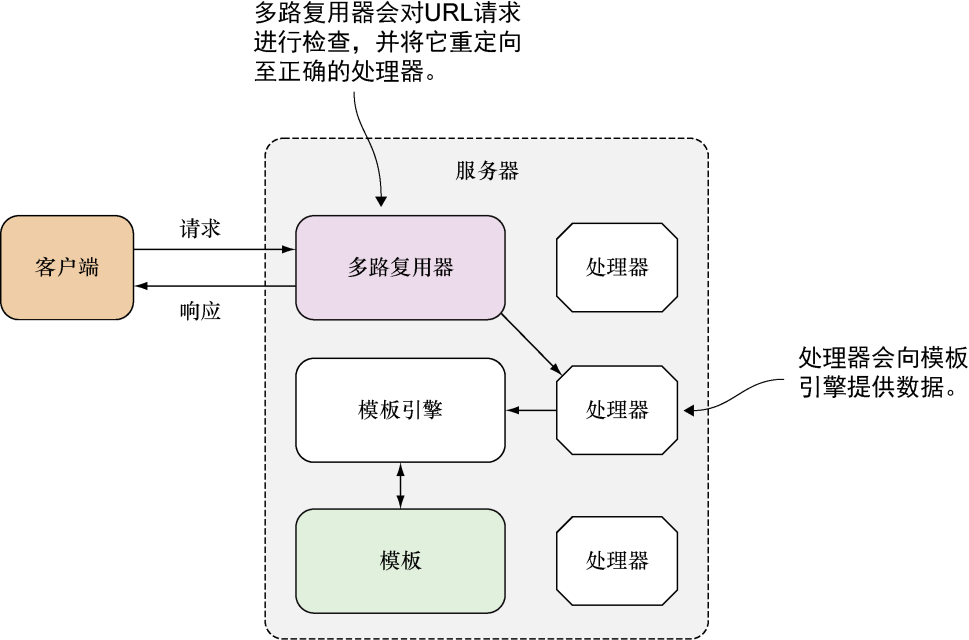 多路复用器会对URL请求
进行检查，并将它重定向
至正确的处理器。
服务器
请求
客户端
多路复用器
处理器
响应
处理器会向模板
引擎提供数据。
模板引擎
处理器
模板
处理器